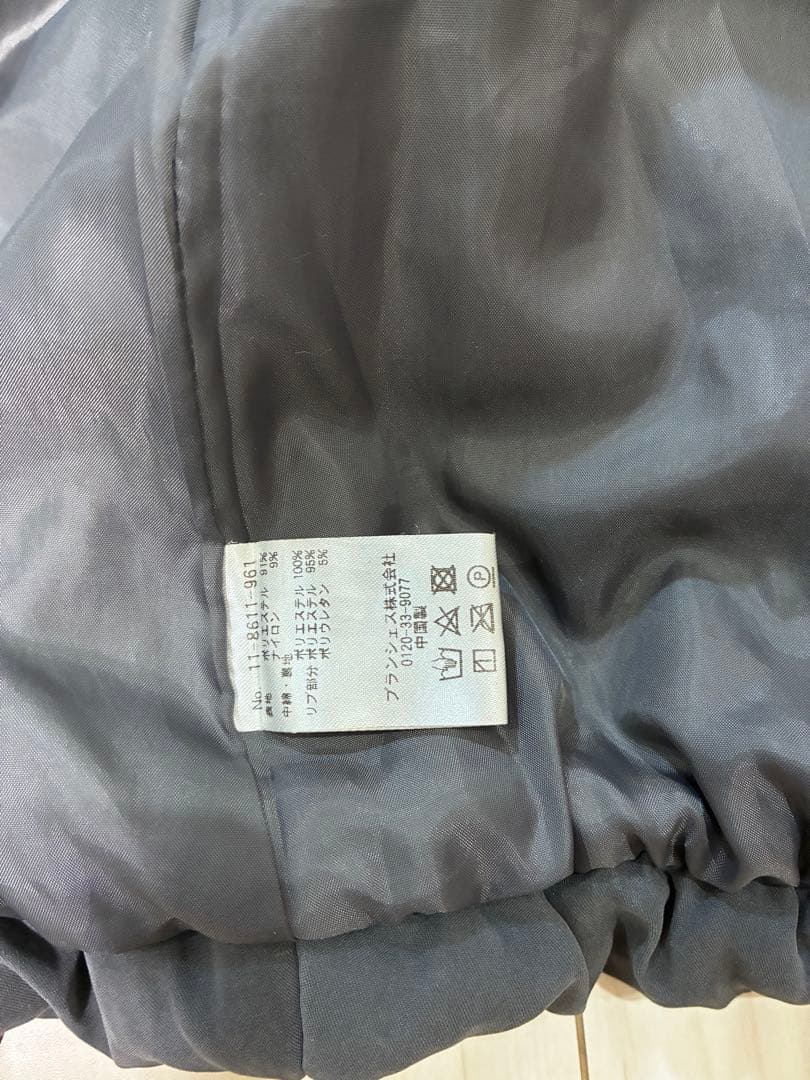 No. 11-8611-961
表地 ポリエステル 91%
ナイロン 9%
中綿・裏地
ポリエステル 100%
リブ部分 ポリエステル 95%
ポリウレタン 5%
ブランシェス株式会社
0120-33-9077
中国製
P